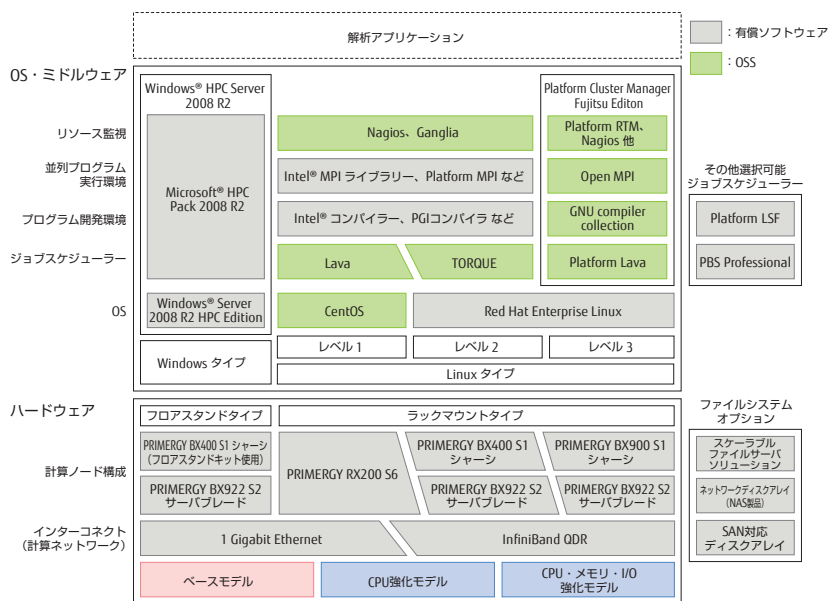 解析アプリケーション
：有償ソフトウェア
：OSS
OS・ミドルウェア
Windows® HPC Server
2008 R2
Platform Cluster Manager
Fujitsu Editon
リソース監視
Nagios、Ganglia
Platform RTM、
Nagios 他
並列プログラム
実行環境
Microsoft® HPC
Pack 2008 R2
Intel® MPI ライブラリー、Platform MPI など
Open MPI
その他選択可能
ジョブスケジューラー
プログラム開発環境
Intel® コンパイラー、PGIコンパイラ など
GNU compiler
collection
Platform LSF
ジョブスケジューラー
Lava
TORQUE
Platform Lava
PBS Professional
OS
Windows® Server
2008 R2 HPC Edition
CentOS
Red Hat Enterprise Linux
Windows タイプ
レベル 1
レベル 2
レベル 3
Linux タイプ
ハードウェア
フロアスタンドタイプ
ラックマウントタイプ
ファイルシステム
オプション
計算ノード構成
PRIMERGY BX400 S1 シャーシ
（フロアスタンドキット使用）
PRIMERGY RX200 S6
PRIMERGY BX400 S1
シャーシ
PRIMERGY BX900 S1
シャーシ
スケーラブル
ファイルサーバ
ソリューション
PRIMERGY BX922 S2
サーバブレード
PRIMERGY BX922 S2
サーバブレード
PRIMERGY BX922 S2
サーバブレード
ネットワークディスクアレイ
（NAS製品）
インターコネクト
（計算ネットワーク）
1 Gigabit Ethernet
InfiniBand QDR
SAN対応
ディスクアレイ
ベースモデル
CPU強化モデル
CPU・メモリ・I/O
強化モデル